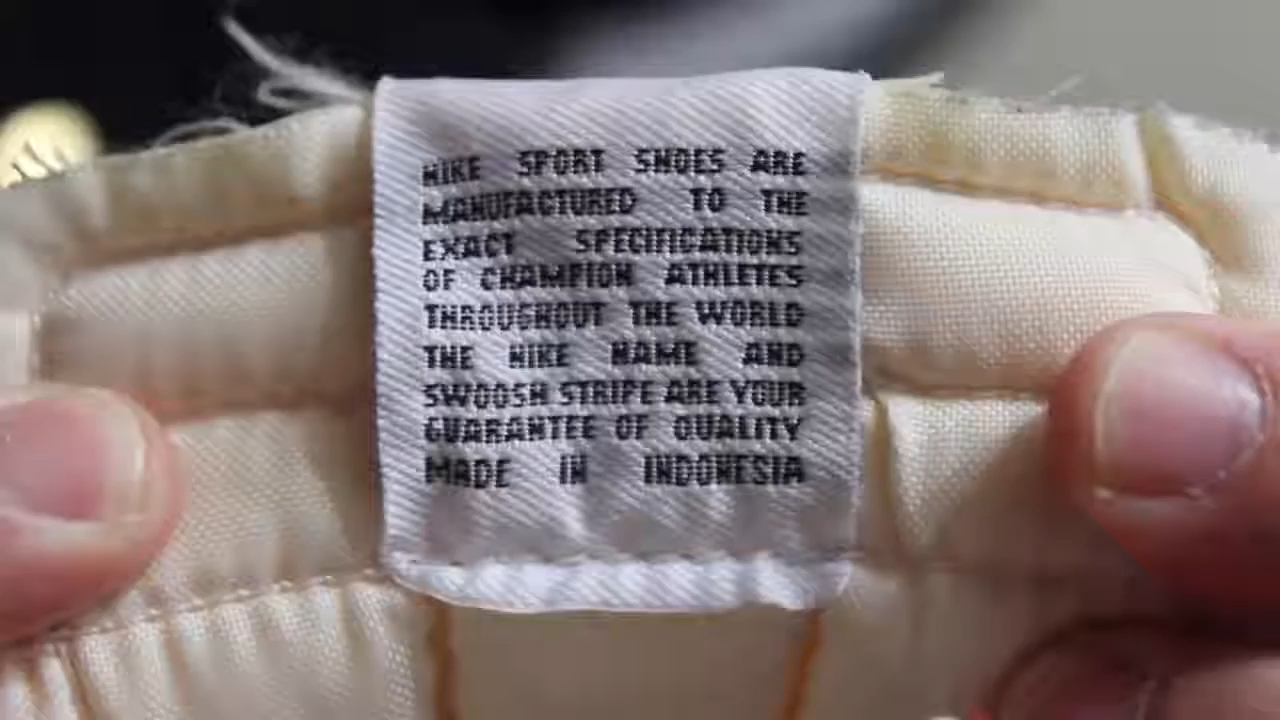 NIKE SPORT SHOES ARE
MANUFACTURED TO THE
EXACT SPECIFICATIONS
OF CHAMPION ATHLETES
THROUGHOUT THE WORLD
THE NIKE NAME AND
SWOOSH STRIPE ARE YOUR
GUARANTEE OF QUALITY
MADE IN INDONESIA